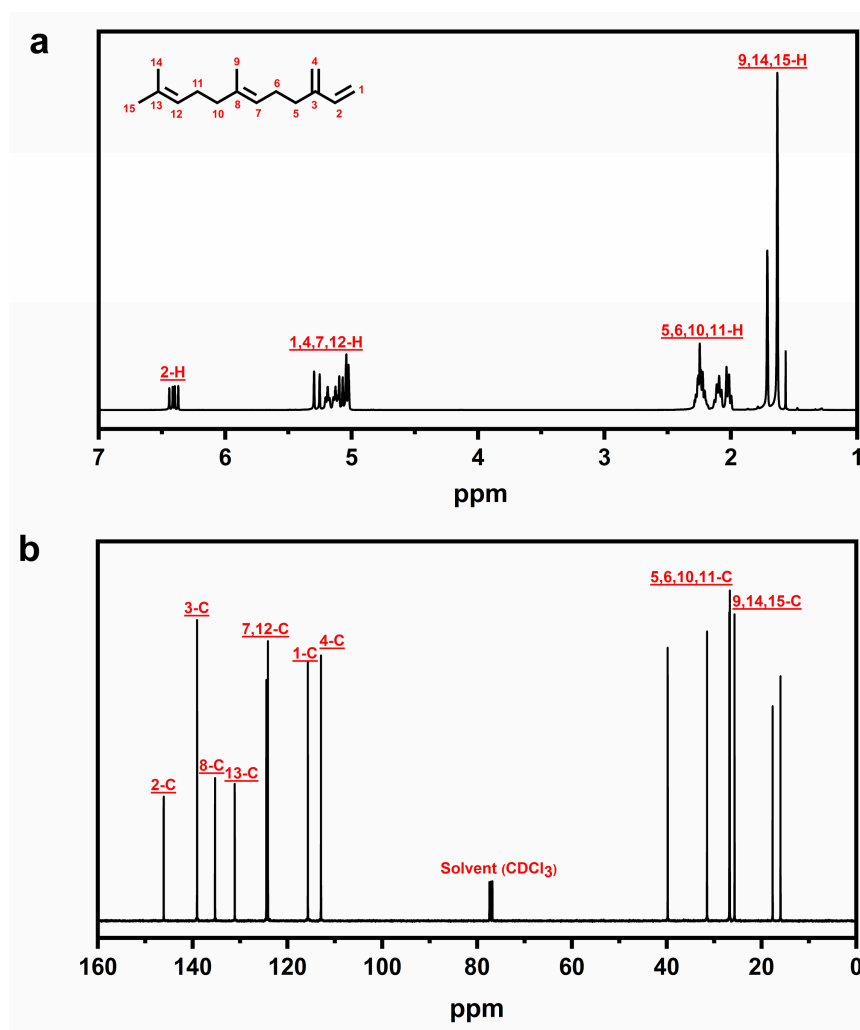 a
14
9
4
9,14,15-H
11
6
13
8
3
1
15
12
10
7
5
2
1,4,7,12-H
5,6,10,11-H
2-H
7
6
5
4
3
2
1
ppm
b
5,6,10,11-C
3-C
9,14,15-C
7,12-C
4-C
1-C
8-C
13-C
2-C
Solvent (CDCl3)
160
140
120
100
80
60
40
20
0
ppm